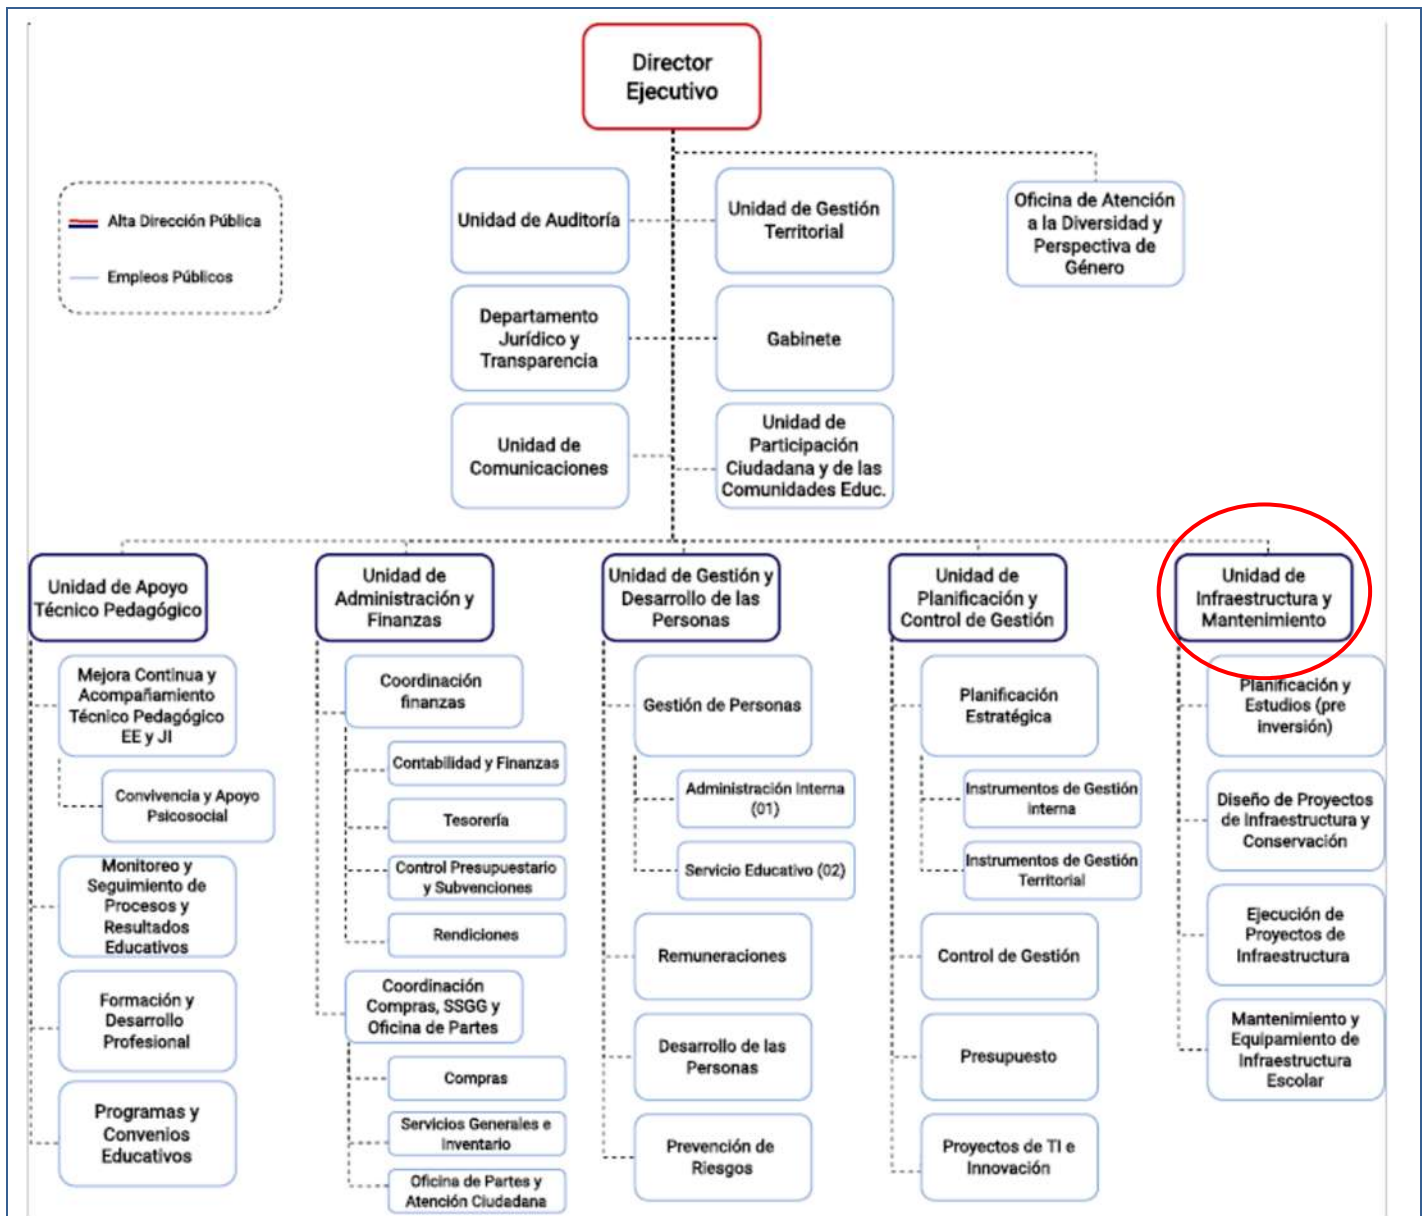 Director
Ejecutivo
Alta Dirección Pública
Empleos Públicos
Unidad de Auditoría
Unidad de Gestión
Territorial
Oficina de Atención
a la Diversidad y
Perspectiva de
Género
Departamento
Jurídico y
Transparencia
Gabinete
Unidad de
Comunicaciones
Unidad de
Participación
Ciudadana y de las
Comunidades Educ.
Unidad de Apoyo
Técnico Pedagógico
Mejora Continua y
Acompañamiento
Técnico Pedagógico
EE y JI
Convivencia y Apoyo
Psicosocial
Monitoreo y
Seguimiento de
Procesos y
Resultados
Educativos
Formación y
Desarrollo
Profesional
Programas y
Convenios
Educativos
Unidad de
Administración y
Finanzas
Coordinación
finanzas
Contabilidad y Finanzas
Tesorería
Control Presupuestario
y Subvenciones
Rendiciones
Coordinación
Compras, SSGG y
Oficina de Partes
Compras
Servicios Generales e
Inventario
Oficina de Partes y
Atención Ciudadana
Unidad de Gestión y
Desarrollo de las
Personas
Gestión de Personas
Administración Interna
(01)
Servicio Educativo (02)
Remuneraciones
Desarrollo de las
Personas
Prevención de
Riesgos
Unidad de
Planificación y
Control de Gestión
Planificación
Estratégica
Instrumentos de Gestión
Interna
Instrumentos de Gestión
Territorial
Control de Gestión
Presupuesto
Proyectos de TI e
Innovación
Unidad de
Infraestructura y
Mantenimiento
Planificación y
Estudios (pre
inversión)
Diseño de Proyectos
de Infraestructura y
Conservación
Ejecución de
Proyectos de
Infraestructura
Mantenimiento y
Equipamiento de
Infraestructura
Escolar